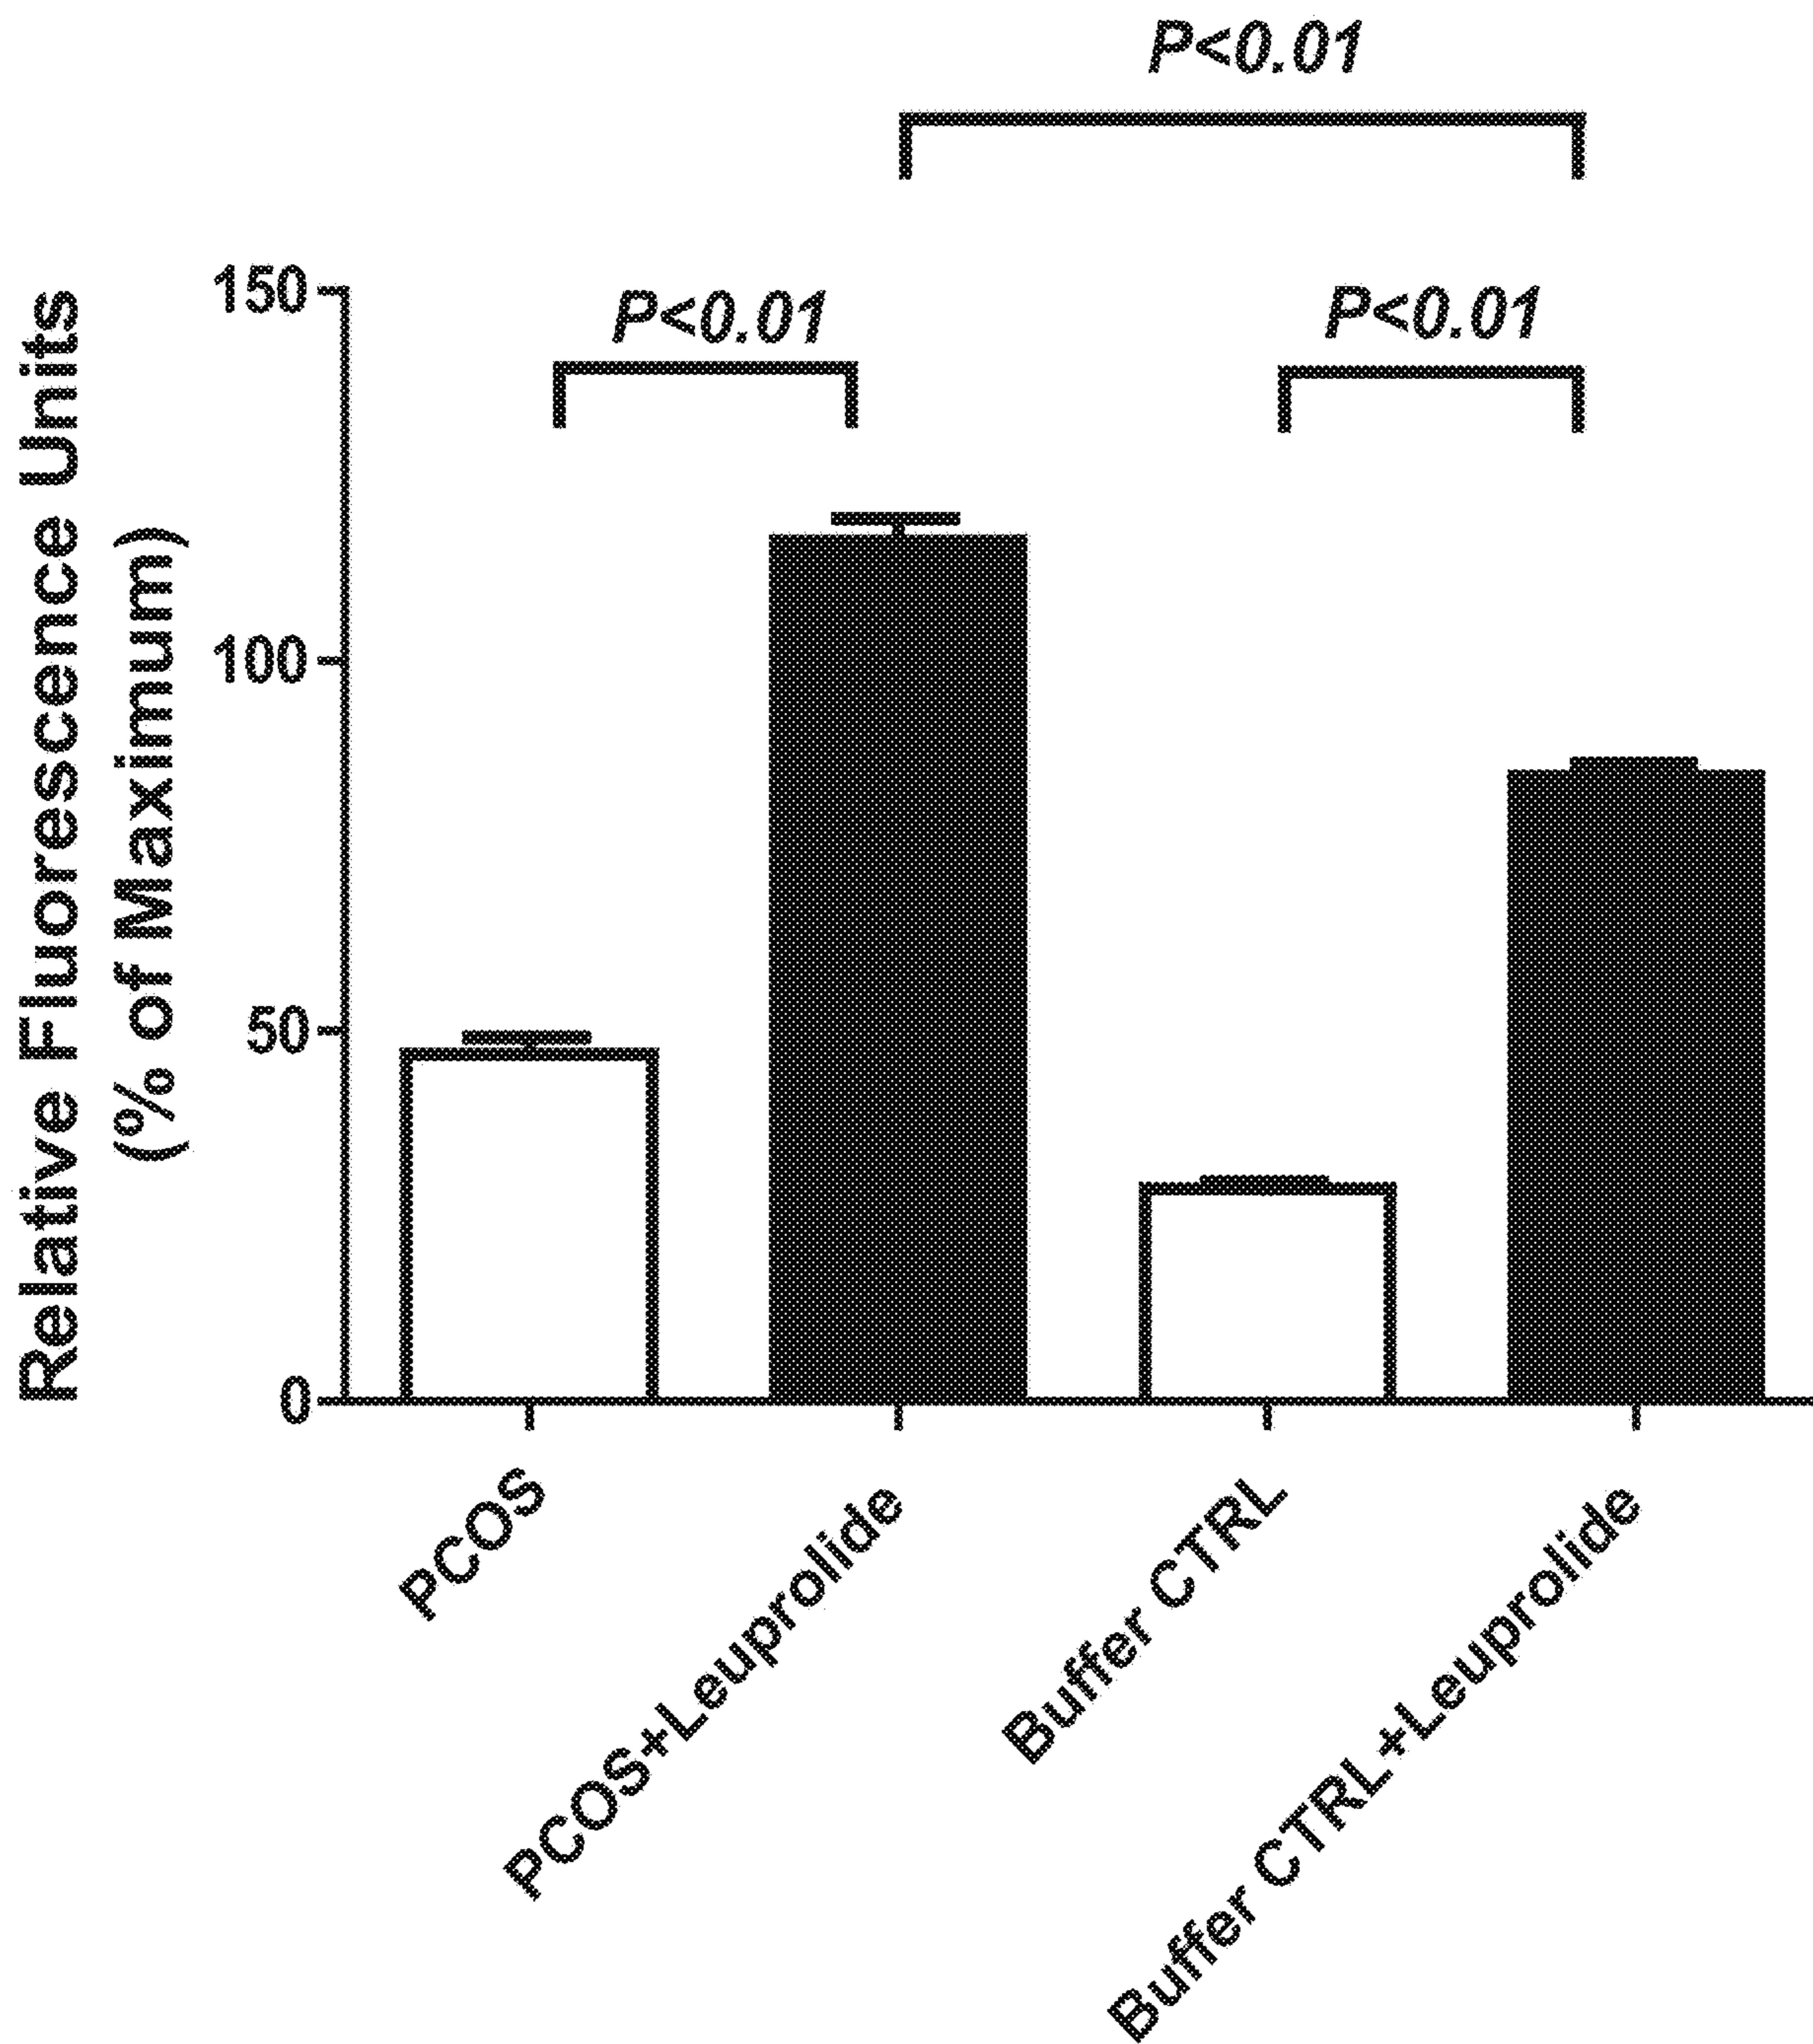 P<0.01
P<0.01
P<0.01
Relative Fluorescence Units
(% of Maximum)
150
100
50
0
PCOS
PCOS+Leuprolide
Buffer CTRL
Buffer CTRL+Leuprolide